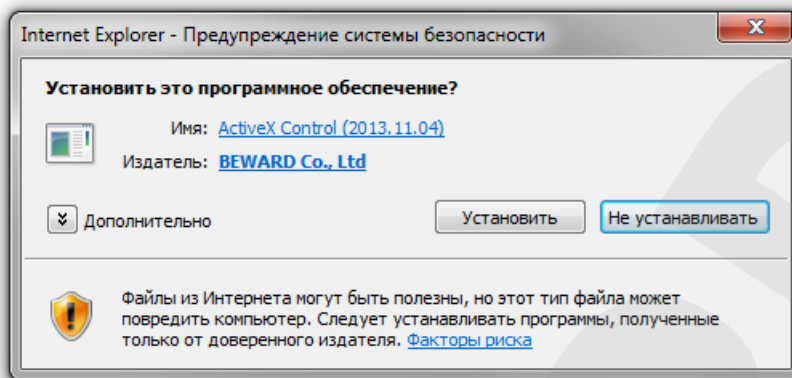 Internet Explorer - Предупреждение системы безопасности
Установить это программное обеспечение?
Имя: ActiveX Control (2013.11.04)
Издатель: BEWARD Co., Ltd
Дополнительно
Установить
Не устанавливать
Файлы из Интернета могут быть полезны, но этот тип файла может
повредить компьютер. Следует устанавливать программы, полученные
только от доверенного издателя. Факторы риска